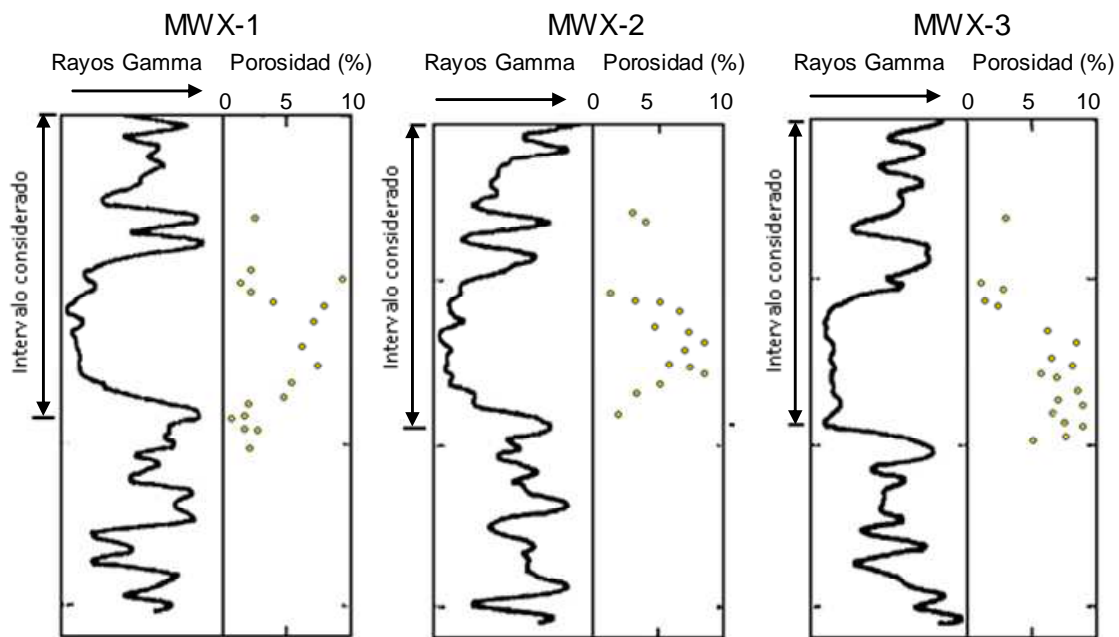 MWX-1
Rayos Gamma Porosidad (%)
0 5 10
Intervalo considerado
MWX-2
Rayos Gamma Porosidad (%)
0 5 10
Intervalo considerado
MWX-3
Rayos Gamma Porosidad (%)
0 5 10
Intervalo considerado